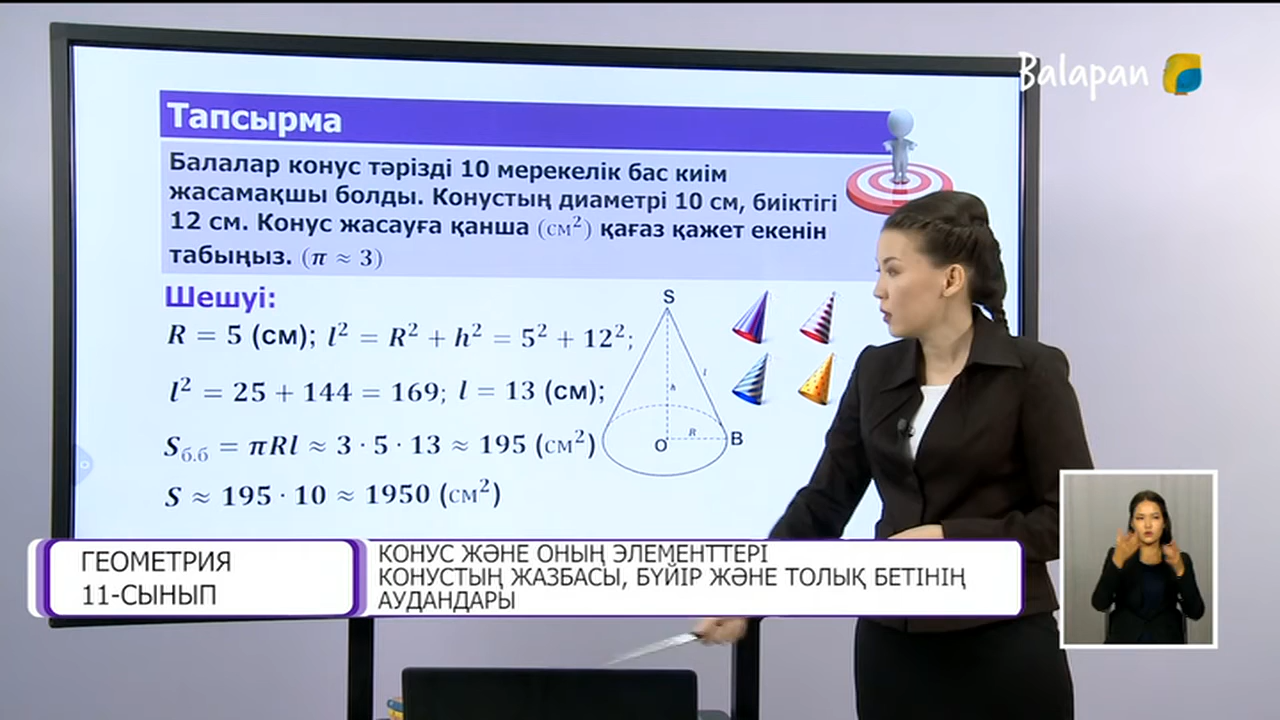 Balapan
Тапсырма
Балалар конус тәрізді 10 мерекелік бас киім
жасамақшы болды. Конустың диаметрі 10 см, биіктігі
12 см. Конус жасауға қанша (см²) қағаз қажет екенін
табыңыз. (π ≈ 3)
Шешуі:
R = 5 (см); l² = R² + h² = 5² + 12²;
l² = 25 + 144 = 169; l = 13 (см);
Sб.б = πRl ≈ 3 · 5 · 13 ≈ 195 (см²)
S ≈ 195 · 10 ≈ 1950 (см²)
S
l
h
R
O
B
ГЕОМЕТРИЯ
11-СЫНЫП
КОНУС ЖӘНЕ ОНЫҢ ЭЛЕМЕНТТЕРІ
КОНУСТЫҢ ЖАЗБАСЫ, БҮЙІР ЖӘНЕ ТОЛЫҚ БЕТІНІҢ
АУДАНДАРЫ